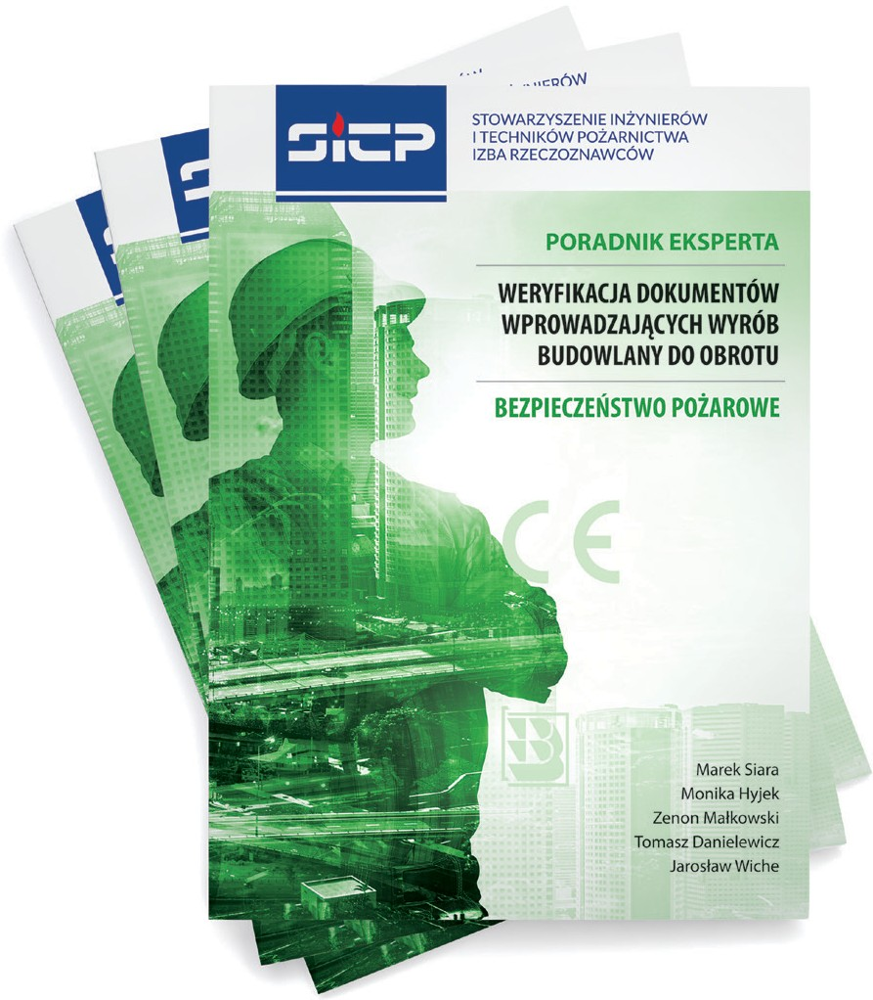 SITP
STOWARZYSZENIE INŻYNIERÓW
I TECHNIKÓW POŻARNICTWA
IZBA RZECZOZNAWCÓW
PORADNIK EKSPERTA
WERYFIKACJA DOKUMENTÓW
WPROWADZAJĄCYCH WYRÓB
BUDOWLANY DO OBROTU
BEZPIECZEŃSTWO POŻAROWE
CE
B
Marek Siara
Monika Hyjek
Zenon Małkowski
Tomasz Danielewicz
Jarosław Wiche